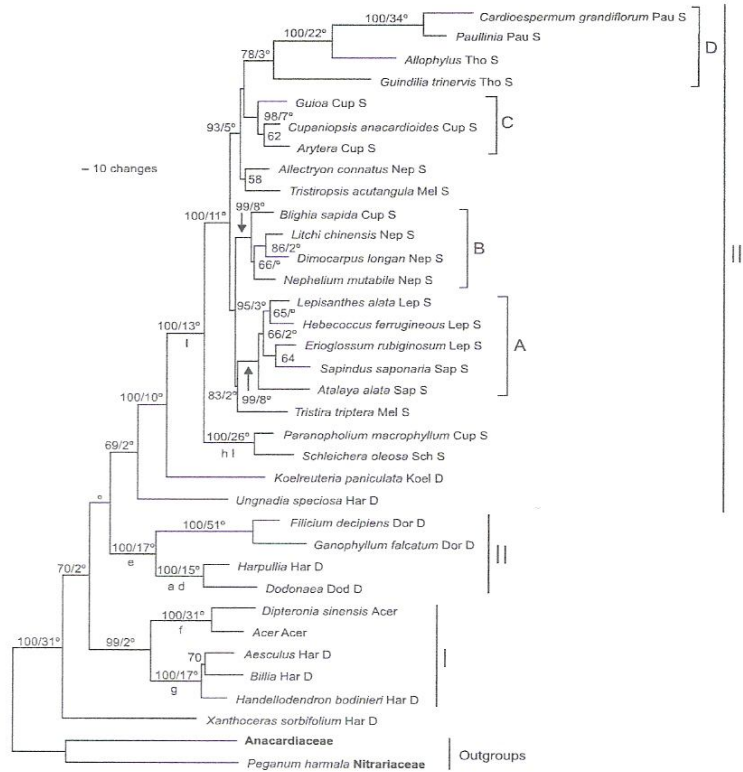 100/34°
Cardioespermum grandiflorum Pau S
100/22°
Paullinia Pau S
78/3°
Allophylus Tho S
D
Guindilia trinervis Tho S
Guioa Cup S
98/7°
93/5°
Cupaniopsis anacardioides Cup S
C
62
Arytera Cup S
– 10 changes
Allectryon connatus Nep S
58
99/8°
Tristiropsis acutangula Mel S
100/11°
Blighia sapida Cup S
Litchi chinensis Nep S
86/2°
B
II
Dimocarpus longan Nep S
66/°
Nephelium mutabile Nep S
95/3°
Lepisanthes alata Lep S
65/°
100/13°
Hebecoccus ferrugineous Lep S
I
66/2°
Erioglossum rubiginosum Lep S
A
64
Sapindus saponaria Sap S
83/2°
99/8°
Atalaya alata Sap S
100/10°
Tristira triptera Mel S
100/26°
Paranopholium macrophyllum Cup S
h I
Schleichera oleosa Sch S
69/2°
Koelreuteria paniculata Koel D
Ungnadia speciosa Har D
°
100/51°
Filicium decipiens Dor D
100/17°
Ganophyllum falcatum Dor D
e
II
100/15°
Harpullia Har D
70/2°
a d
Dodonaea Dod D
100/31°
Dipteronia sinensis Acer
f
100/31°
99/2°
Acer Acer
70
Aesculus Har D
I
100/17°
Billia Har D
g
Handellodendron bodinieri Har D
Xanthoceras sorbifolium Har D
Anacardiaceae
Outgroups
Peganum harmala Nitrariaceae